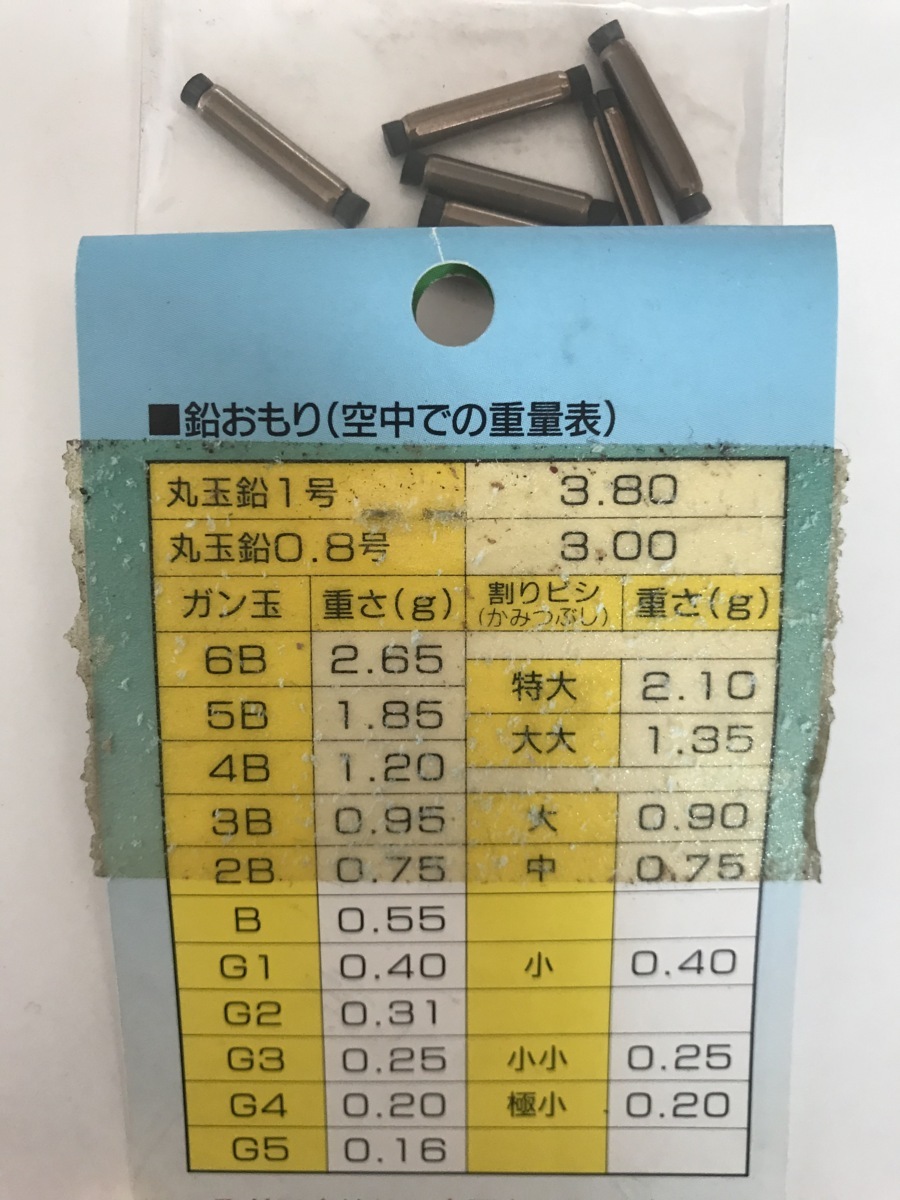 ■鉛おもり(空中での重量表)
丸玉鉛1号 3.80
丸玉鉛0.8号 3.00
ガン玉 重さ(g) 割りビシ(かみつぶし) 重さ(g)
6B 2.65
特大 2.10
5B 1.85
大大 1.35
4B 1.20
3B 0.95 大 0.90
2B 0.75 中 0.75
B 0.55
G1 0.40 小 0.40
G2 0.31
G3 0.25 小小 0.25
G4 0.20 極小 0.20
G5 0.16